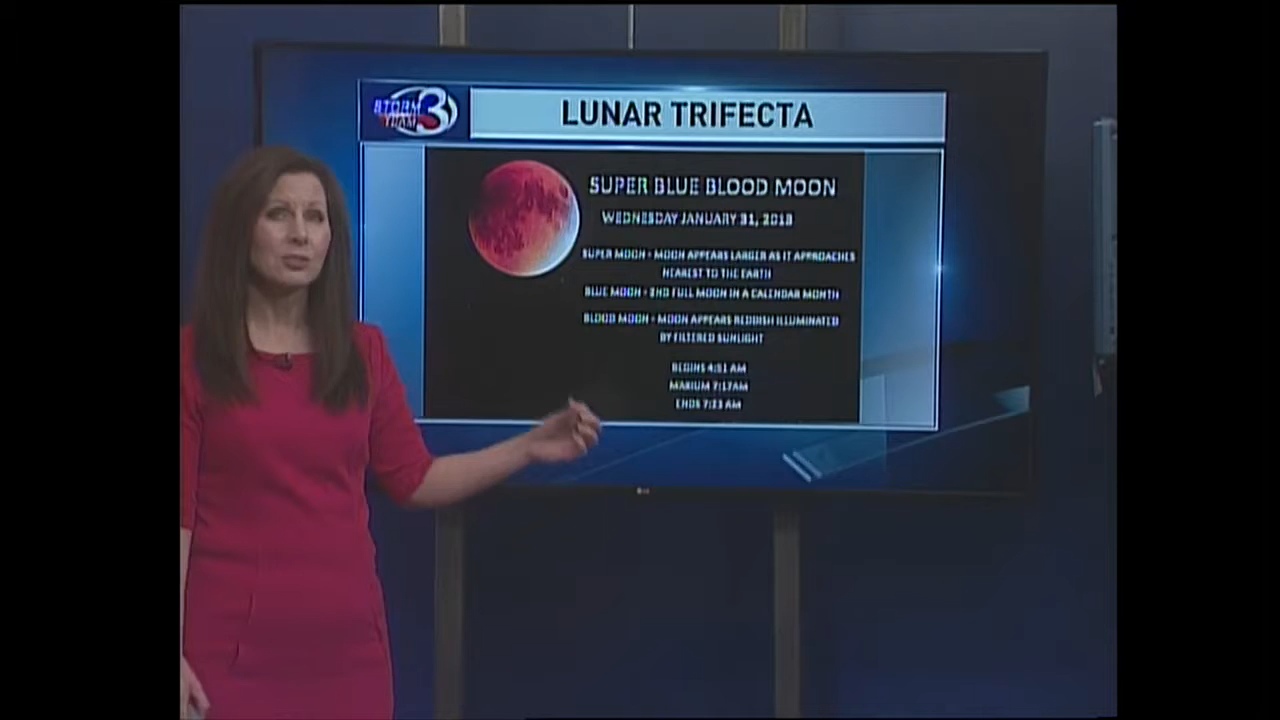 STORM
TEAM
3
LUNAR TRIFECTA
SUPER BLUE BLOOD MOON
WEDNESDAY JANUARY 31, 2018
SUPER MOON - MOON APPEARS LARGER AS IT APPROACHES
NEAREST TO THE EARTH
BLUE MOON - 2ND FULL MOON IN A CALENDAR MONTH
BLOOD MOON - MOON APPEARS REDDISH ILLUMINATED
BY FILTERED SUNLIGHT
BEGINS 4:51 AM
MAXIUM 7:17AM
ENDS 7:23 AM
LG